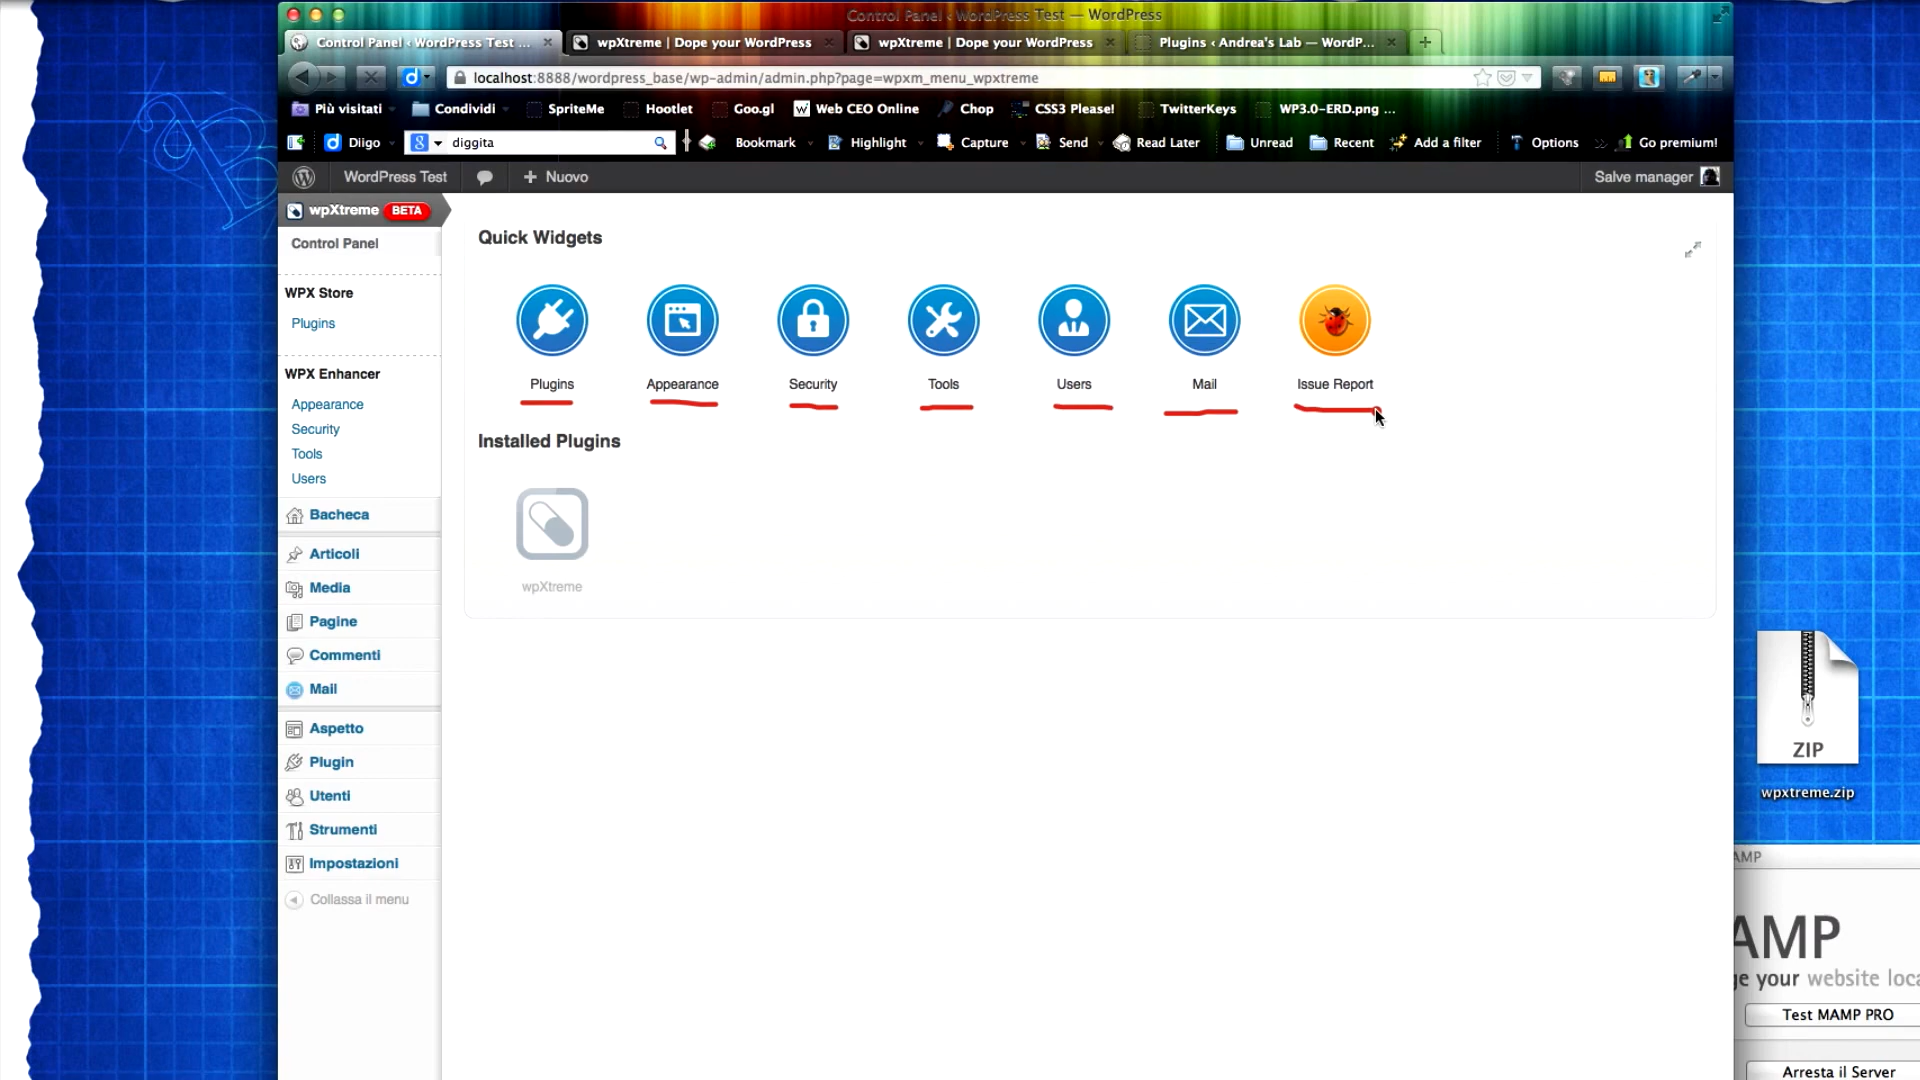 Control Panel ‹ WordPress Test — WordPress
Control Panel ‹ WordPress Test ...
wpXtreme | Dope your WordPress
wpXtreme | Dope your WordPress
Plugins ‹ Andrea's Lab — WordP...
localhost:8888/wordpress_base/wp-admin/admin.php?page=wpxm_menu_wpxtreme
Più visitati
Condividi
SpriteMe
Hootlet
Goo.gl
Web CEO Online
Chop
CSS3 Please!
TwitterKeys
WP3.0-ERD.png ...
Diigo
diggita
Bookmark
Highlight
Capture
Send
Read Later
Unread
Recent
Add a filter
Options
Go premium!
WordPress Test
+ Nuovo
Salve manager
wpXtreme BETA
Control Panel
WPX Store
Plugins
WPX Enhancer
Appearance
Security
Tools
Users
Bacheca
Articoli
Media
Pagine
Commenti
Mail
Aspetto
Plugin
Utenti
Strumenti
Impostazioni
Collassa il menu
Quick Widgets
Plugins
Appearance
Security
Tools
Users
Mail
Issue Report
Installed Plugins
wpXtreme
ZIP
wpxtreme.zip
AMP
AMP
ge your website loca
Test MAMP PRO
Arresta il Server